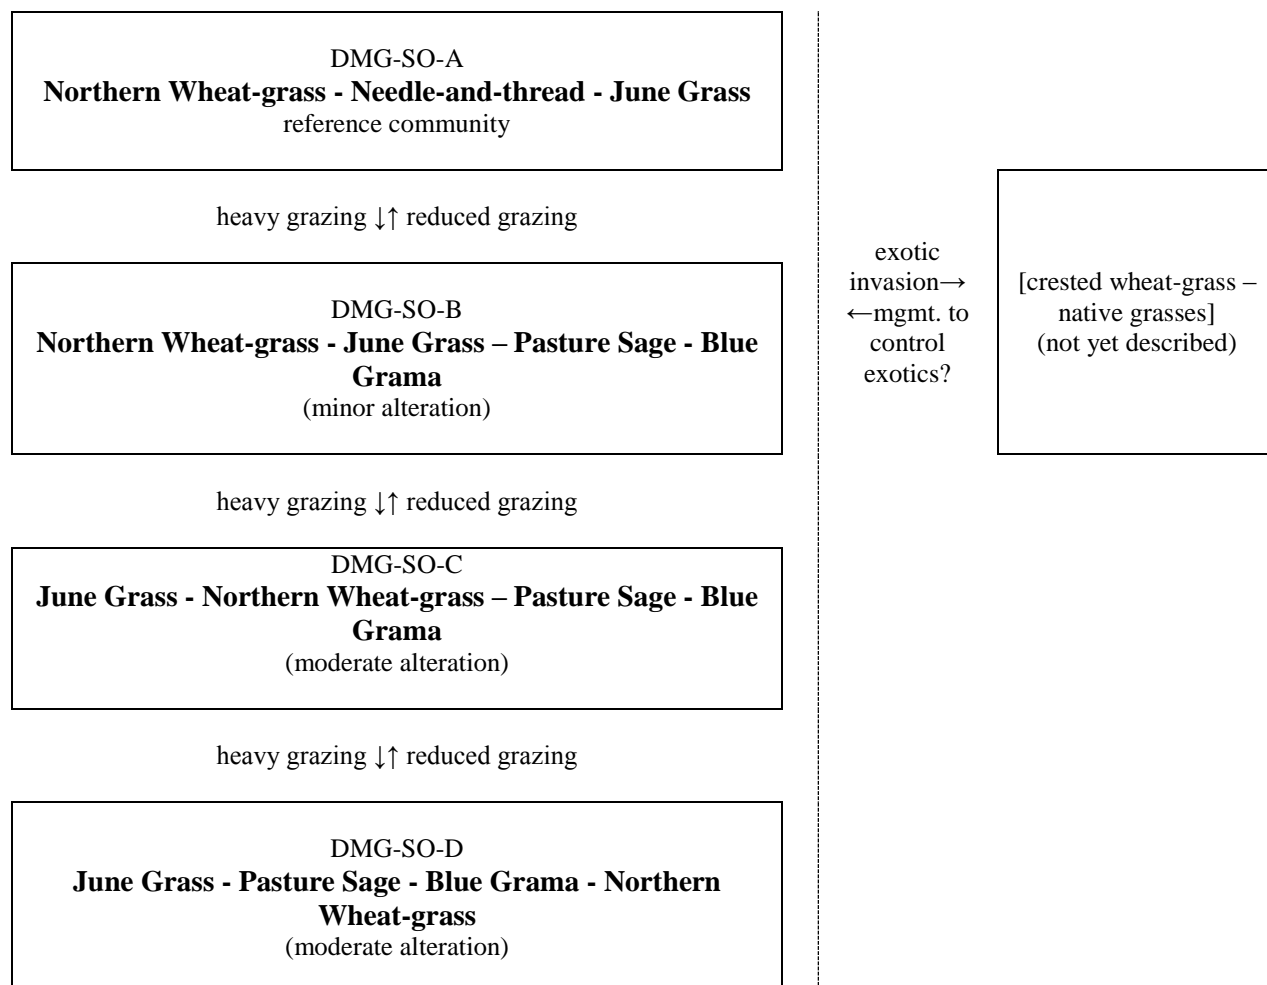 DMG-SO-A
Northern Wheat-grass - Needle-and-thread - June Grass
reference community
heavy grazing ↓↑ reduced grazing
DMG-SO-B
Northern Wheat-grass - June Grass – Pasture Sage - Blue
Grama
(minor alteration)
heavy grazing ↓↑ reduced grazing
DMG-SO-C
June Grass - Northern Wheat-grass – Pasture Sage - Blue
Grama
(moderate alteration)
heavy grazing ↓↑ reduced grazing
DMG-SO-D
June Grass - Pasture Sage - Blue Grama - Northern
Wheat-grass
(moderate alteration)
exotic
invasion→
←mgmt. to
control
exotics?
[crested wheat-grass –
native grasses]
(not yet described)